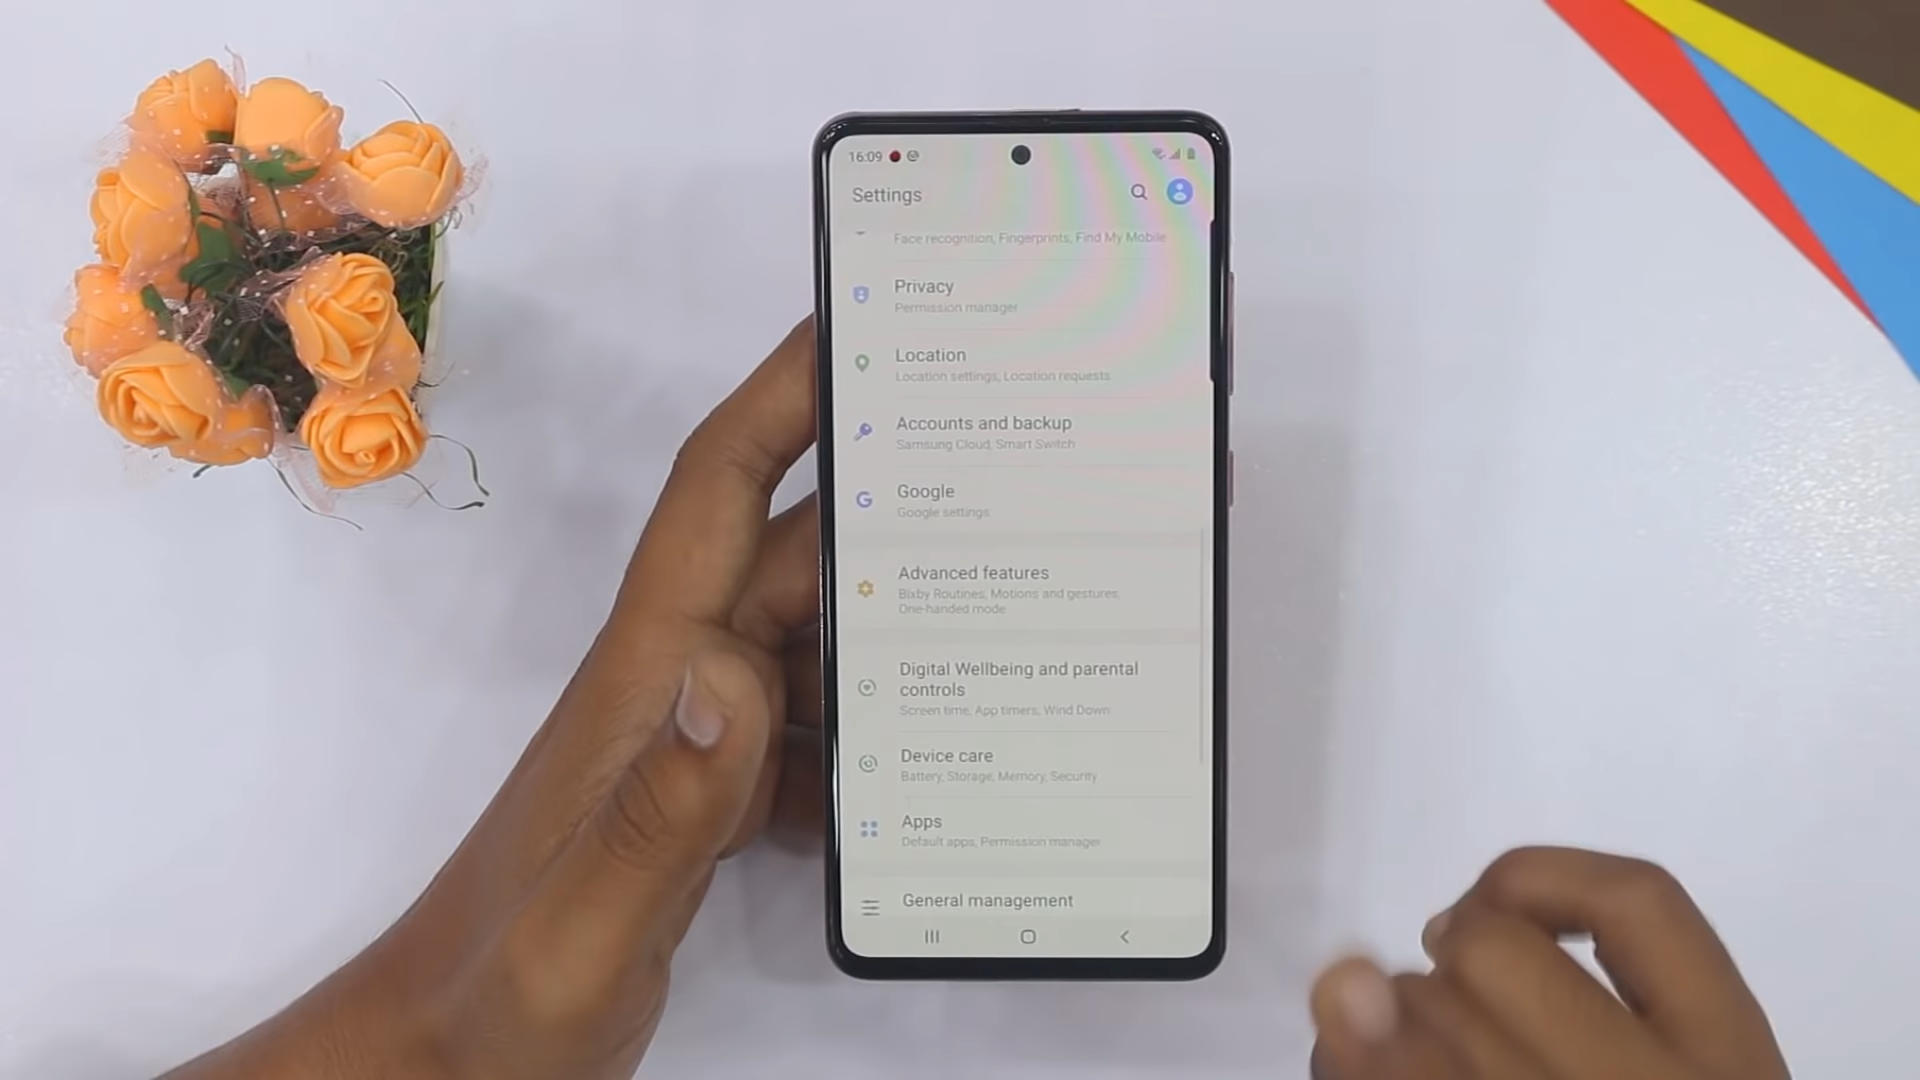 16:09
Settings
Face recognition, Fingerprints, Find My Mobile
Privacy
Permission manager
Location
Location settings, Location requests
Accounts and backup
Samsung Cloud, Smart Switch
Google
Google settings
Advanced features
Bixby Routines, Motions and gestures,
One-handed mode
Digital Wellbeing and parental
controls
Screen time, App timers, Wind Down
Device care
Battery, Storage, Memory, Security
Apps
Default apps, Permission manager
General management